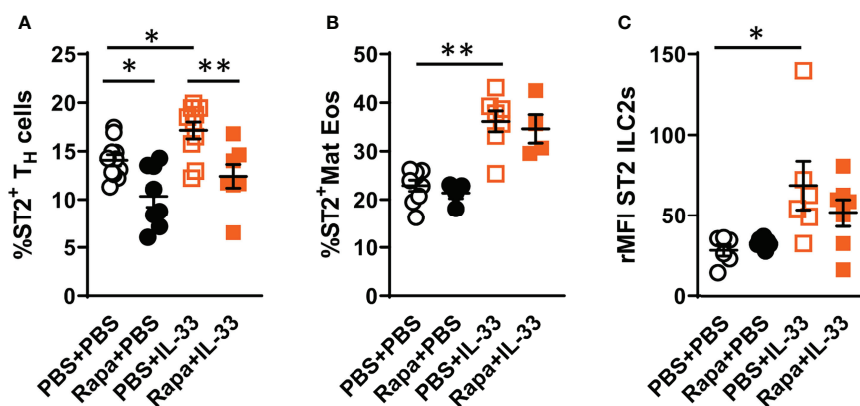 A
%ST2+ TH cells
25
20
15
10
5
0
*
*
**
PBS+PBS
Rapa+PBS
PBS+IL-33
Rapa+IL-33
B
%ST2+Mat Eos
50
40
30
20
10
0
**
PBS+PBS
Rapa+PBS
PBS+IL-33
Rapa+IL-33
C
rMFI ST2 ILC2s
150
100
50
0
*
PBS+PBS
Rapa+PBS
PBS+IL-33
Rapa+IL-33